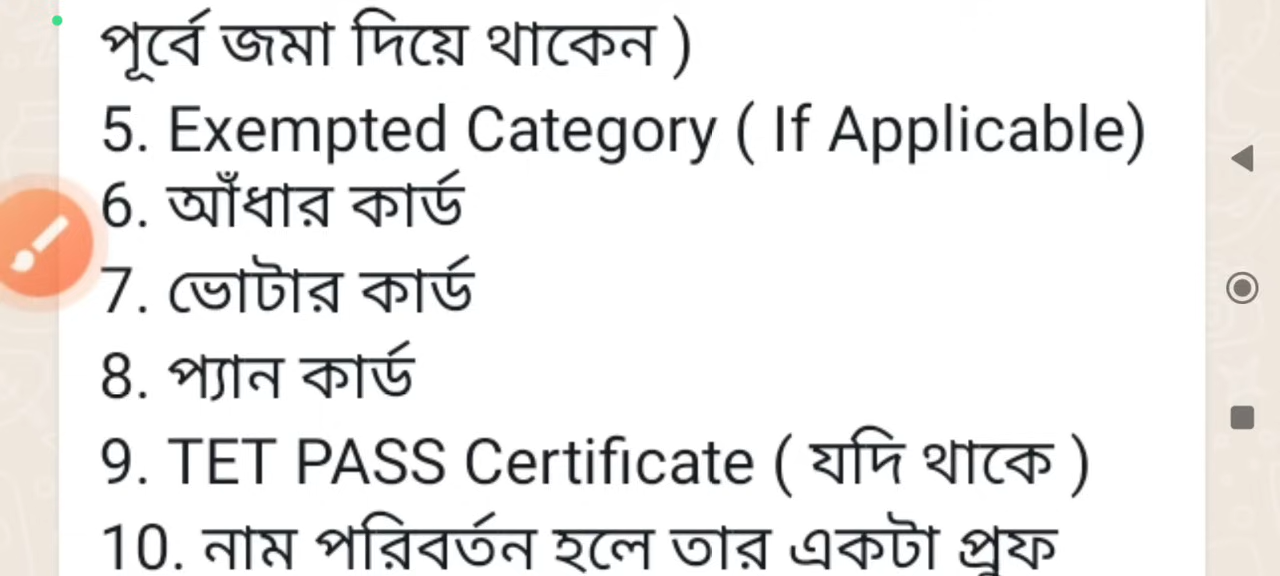 পূর্বে জমা দিয়ে থাকেন )
5. Exempted Category ( If Applicable)
6. আঁধার কার্ড
7. ভোটার কার্ড
8. প্যান কার্ড
9. TET PASS Certificate ( যদি থাকে )
10. নাম পরিবর্তন হলে তার একটা প্রুফ